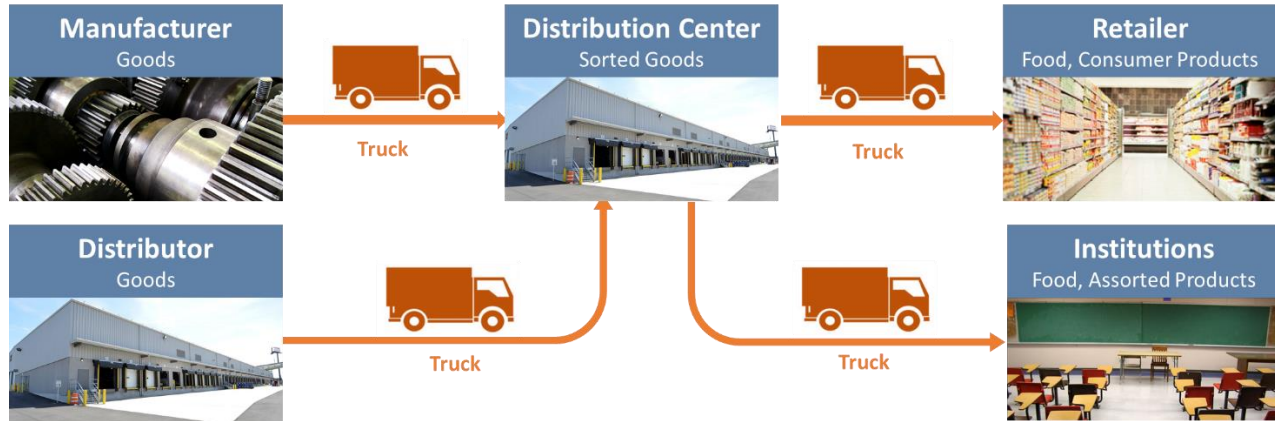 Manufacturer
Goods
Truck
Distribution Center
Sorted Goods
Truck
Retailer
Food, Consumer Products
Distributor
Goods
Truck
Truck
Institutions
Food, Assorted Products